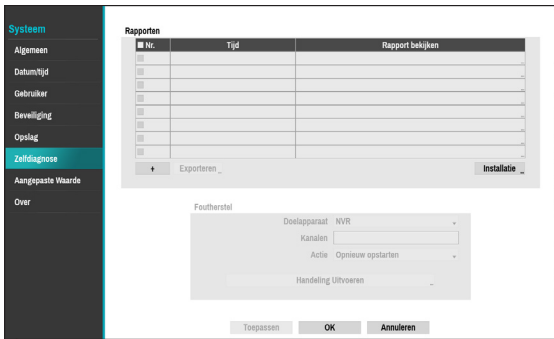 Systeem
Algemeen
Datum/tijd
Gebruiker
Beveiliging
Opslag
Zelfdiagnose
Aangepaste Waarde
Over
Rapporten
Nr. Tijd Rapport bekijken
+ Exporteren... Installatie ...
Foutherstel
Doelapparaat NVR
Kanalen
Actie Opnieuw opstarten
Handeling Uitvoeren ...
Toepassen OK Annuleren